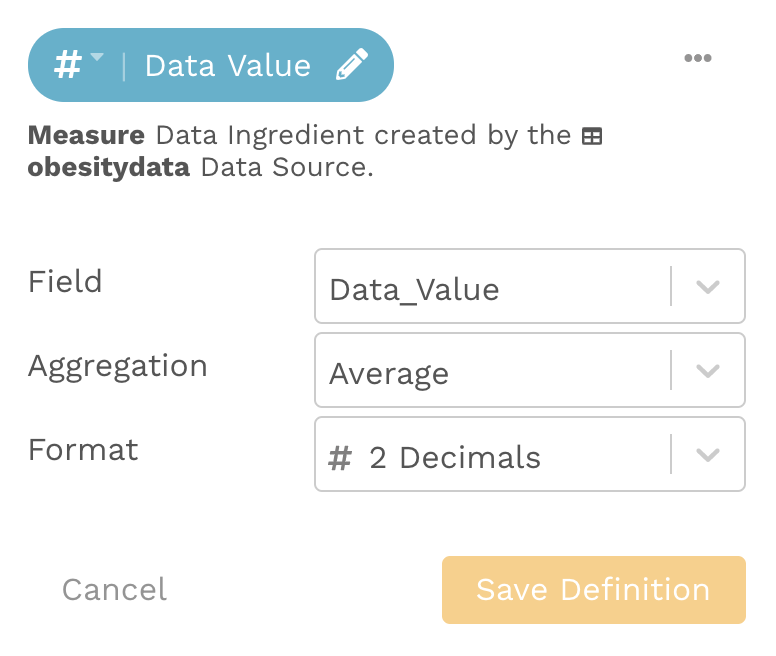 # | Data Value
Measure Data Ingredient created by the
obesitydata Data Source.
Field
Data_Value
Aggregation
Average
Format
# 2 Decimals
Cancel
Save Definition